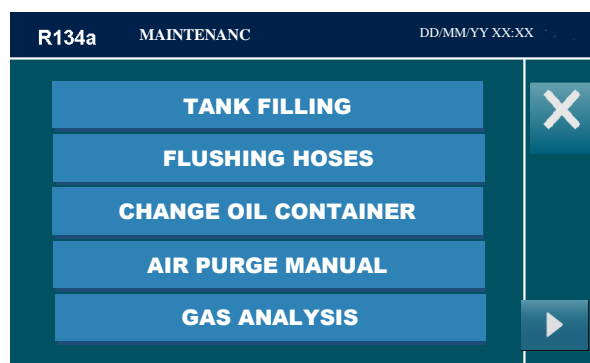 R134a MAINTENANC DD/MM/YY XX:XX
TANK FILLING
FLUSHING HOSES
CHANGE OIL CONTAINER
AIR PURGE MANUAL
GAS ANALYSIS